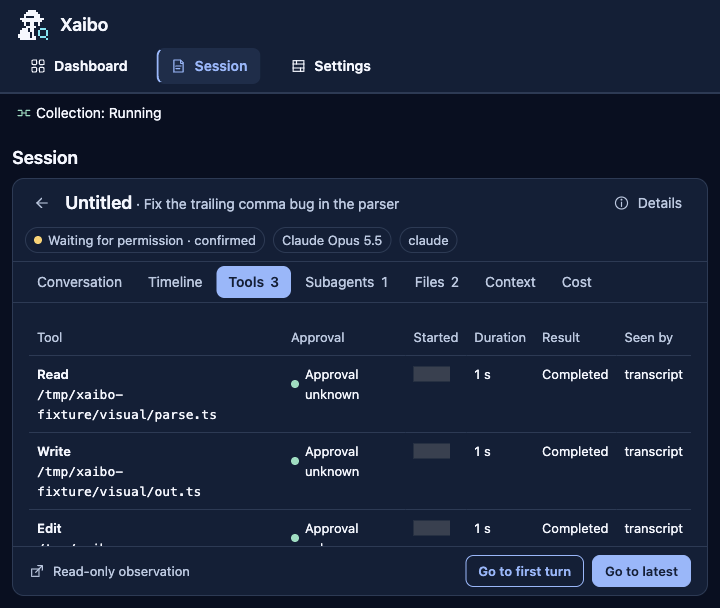 Xaibo
Dashboard Session Settings
Collection: Running
Session
Untitled · Fix the trailing comma bug in the parser Details
Waiting for permission · confirmed Claude Opus 5.5 claude
Conversation Timeline Tools 3 Subagents 1 Files 2 Context Cost
Tool Approval Started Duration Result Seen by
Read Approval 1 s Completed transcript
/tmp/xaibo- unknown
fixture/visual/parse.ts
Write Approval 1 s Completed transcript
/tmp/xaibo- unknown
fixture/visual/out.ts
Edit Approval 1 s Completed transcript
Read-only observation Go to first turn Go to latest